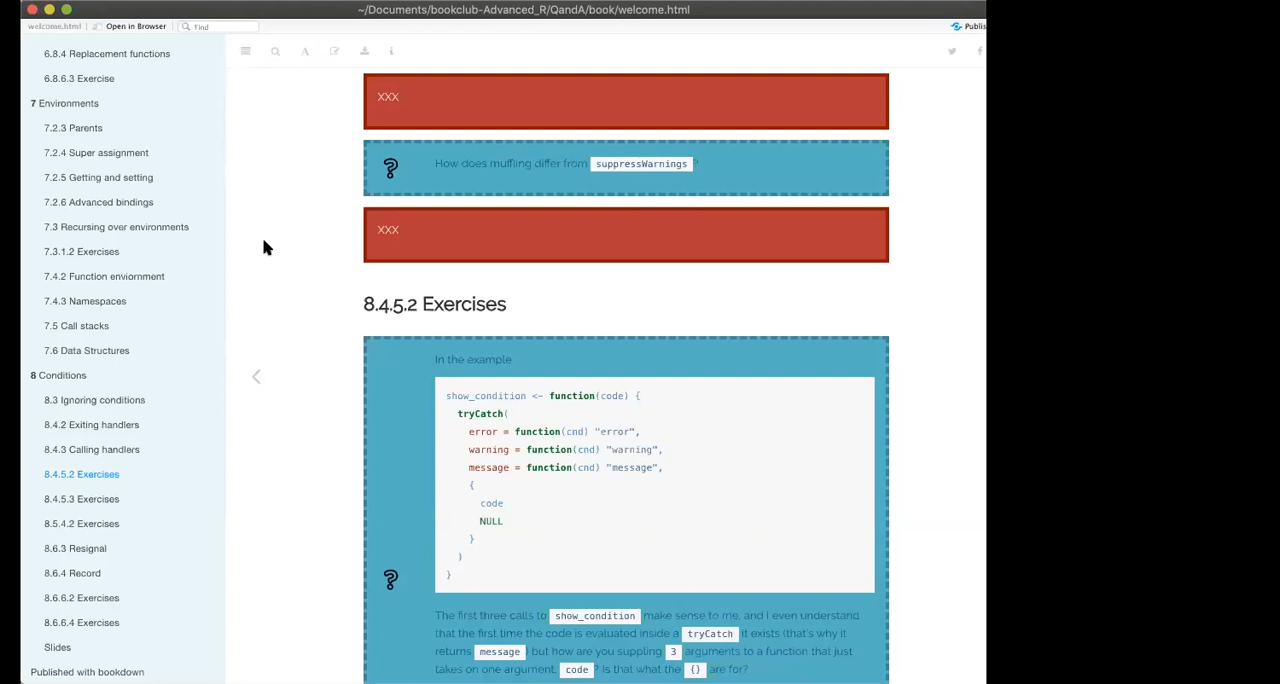 ~/Documents/bookclub-Advanced_R/QandA/book/welcome.html
welcome.html Open in Browser Find
6.8.4 Replacement functions
6.8.6.3 Exercise
7 Environments
7.2.3 Parents
7.2.4 Super assignment
7.2.5 Getting and setting
7.2.6 Advanced bindings
7.3 Recursing over environments
7.3.1.2 Exercises
7.4.2 Function enviornment
7.4.3 Namespaces
7.5 Call stacks
7.6 Data Structures
8 Conditions
8.3 Ignoring conditions
8.4.2 Exiting handlers
8.4.3 Calling handlers
8.4.5.2 Exercises
8.4.5.3 Exercises
8.5.4.2 Exercises
8.6.3 Resignal
8.6.4 Record
8.6.6.2 Exercises
8.6.6.4 Exercises
Slides
Published with bookdown
XXX
How does muffling differ from suppressWarnings ?
XXX
8.4.5.2 Exercises
In the example
show_condition <- function(code) {
tryCatch(
error = function(cnd) "error",
warning = function(cnd) "warning",
message = function(cnd) "message",
{
code
NULL
}
)
}
The first three calls to show_condition make sense to me, and I even understand
that the first time the code is evaluated inside a tryCatch it exists (that's why it
returns message ) but how are you suppling 3 arguments to a function that just
takes on one argument, code ? Is that what the {} are for?